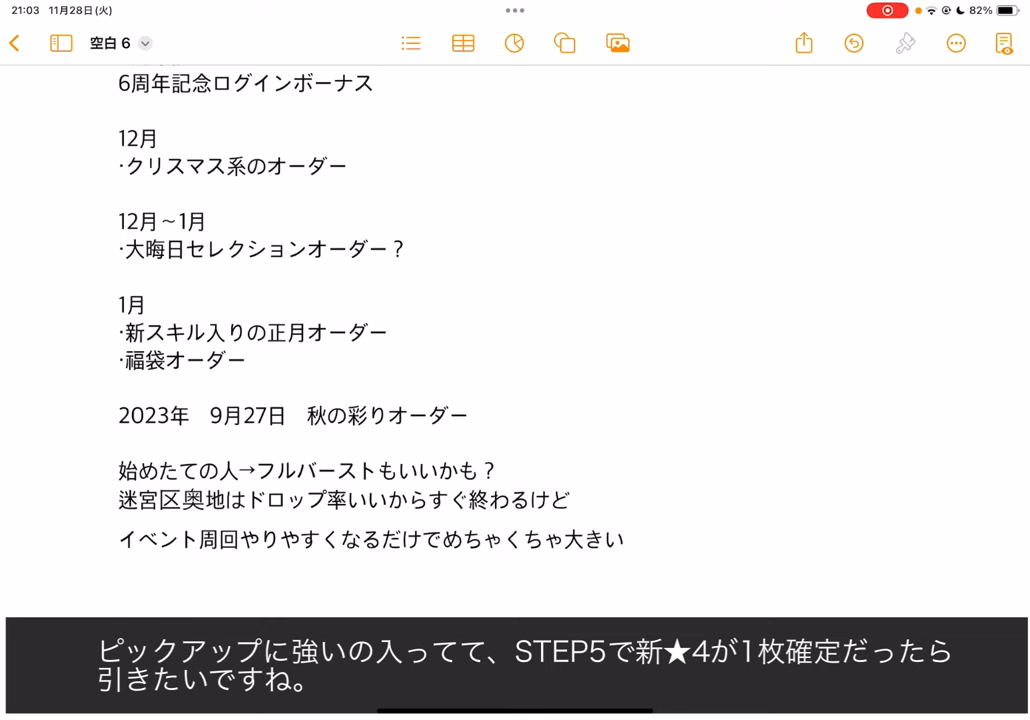 21:03 11月28日(火)
82%
空白 6
6周年記念ログインボーナス
12月
·クリスマス系のオーダー
12月～1月
·大晦日セレクションオーダー？
1月
·新スキル入りの正月オーダー
·福袋オーダー
2023年　9月27日　秋の彩りオーダー
始めたての人→フルバーストもいいかも？
迷宮区奥地はドロップ率いいからすぐ終わるけど
イベント周回やりやすくなるだけでめちゃくちゃ大きい
ピックアップに強いの入ってて、STEP5で新★4が1枚確定だったら
引きたいですね。